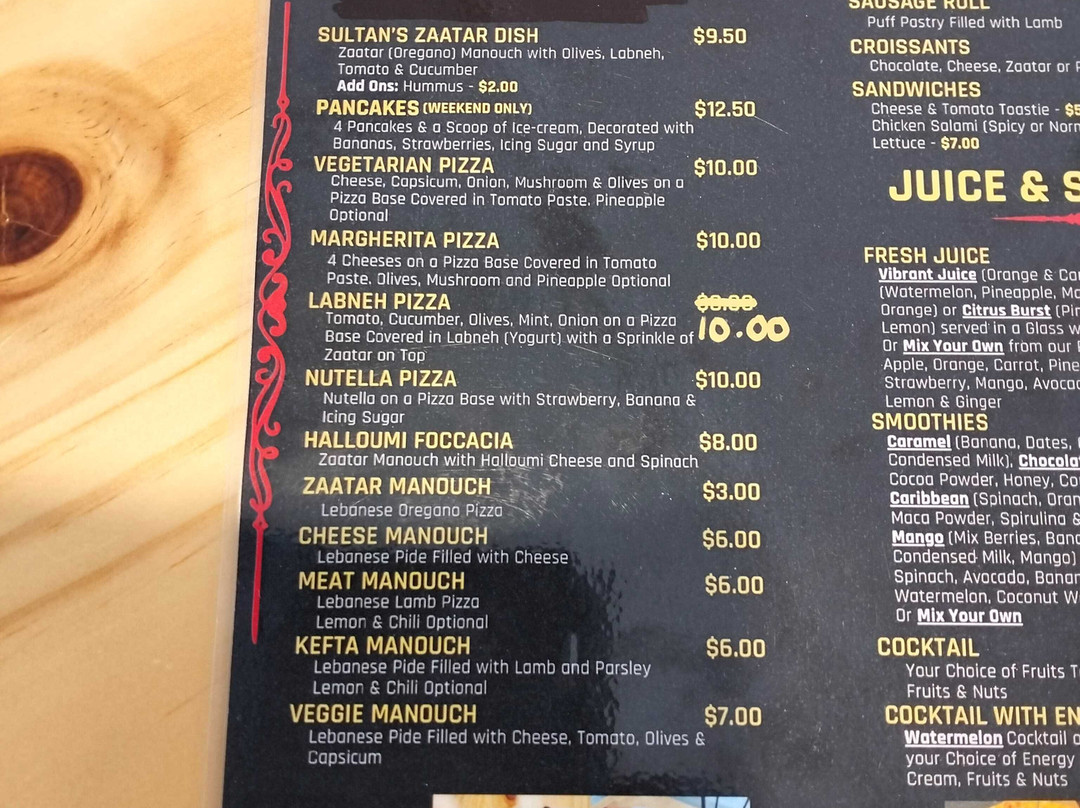 SULTAN'S ZAATAR DISH $9.50
Zaatar (Oregano) Manouch with Olives, Labneh,
Tomato & Cucumber
Add Ons: Hummus - $2.00
PANCAKES (WEEKEND ONLY) $12.50
4 Pancakes & a Scoop of Ice-cream, Decorated with
Bananas, Strawberries, Icing Sugar and Syrup
VEGETARIAN PIZZA $10.00
Cheese, Capsicum, Onion, Mushroom & Olives on a
Pizza Base Covered in Tomato Paste. Pineapple
Optional
MARGHERITA PIZZA $10.00
4 Cheeses on a Pizza Base Covered in Tomato
Paste. Olives, Mushroom and Pineapple Optional
LABNEH PIZZA
10.00
Tomato, Cucumber, Olives, Mint, Onion on a Pizza
Base Covered in Labneh (Yogurt) with a Sprinkle of
Zaatar on Top
NUTELLA PIZZA $10.00
Nutella on a Pizza Base with Strawberry, Banana &
Icing Sugar
HALLOUMI FOCCACIA $8.00
Zaatar Manouch with Halloumi Cheese and Spinach
ZAATAR MANOUCH $3.00
Lebanese Oregano Pizza
CHEESE MANOUCH $6.00
Lebanese Pide Filled with Cheese
MEAT MANOUCH $6.00
Lebanese Lamb Pizza
Lemon & Chili Optional
KEFTA MANOUCH $6.00
Lebanese Pide Filled with Lamb and Parsley
Lemon & Chili Optional
VEGGIE MANOUCH $7.00
Lebanese Pide Filled with Cheese, Tomato, Olives &
Capsicum
SAUSAGE ROLL
Puff Pastry Filled with Lamb
CROISSANTS
Chocolate, Cheese, Zaatar or
SANDWICHES
Cheese & Tomato Toastie -
Chicken Salami (Spicy or
Lettuce - $7.00
JUICE &
FRESH JUICE
Vibrant Juice (Orange &
(Watermelon, Pineapple,
Orange) or Citrus Burst
Lemon) served in a Glass
Or Mix Your Own from our
Apple, Orange, Carrot,
Strawberry, Mango,
Lemon & Ginger
SMOOTHIES
Caramel (Banana, Dates,
Condensed Milk),
Cocoa Powder, Honey,
Caribbean (Spinach,
Maca Powder, Spirulina &
Mango (Mix Berries,
Condensed Milk, Mango)
Spinach, Avocado,
Watermelon, Coconut
Or Mix Your Own
COCKTAIL
Your Choice of Fruits
Fruits & Nuts
COCKTAIL WITH
Watermelon Cocktail
your Choice of Energy
Cream, Fruits & Nuts